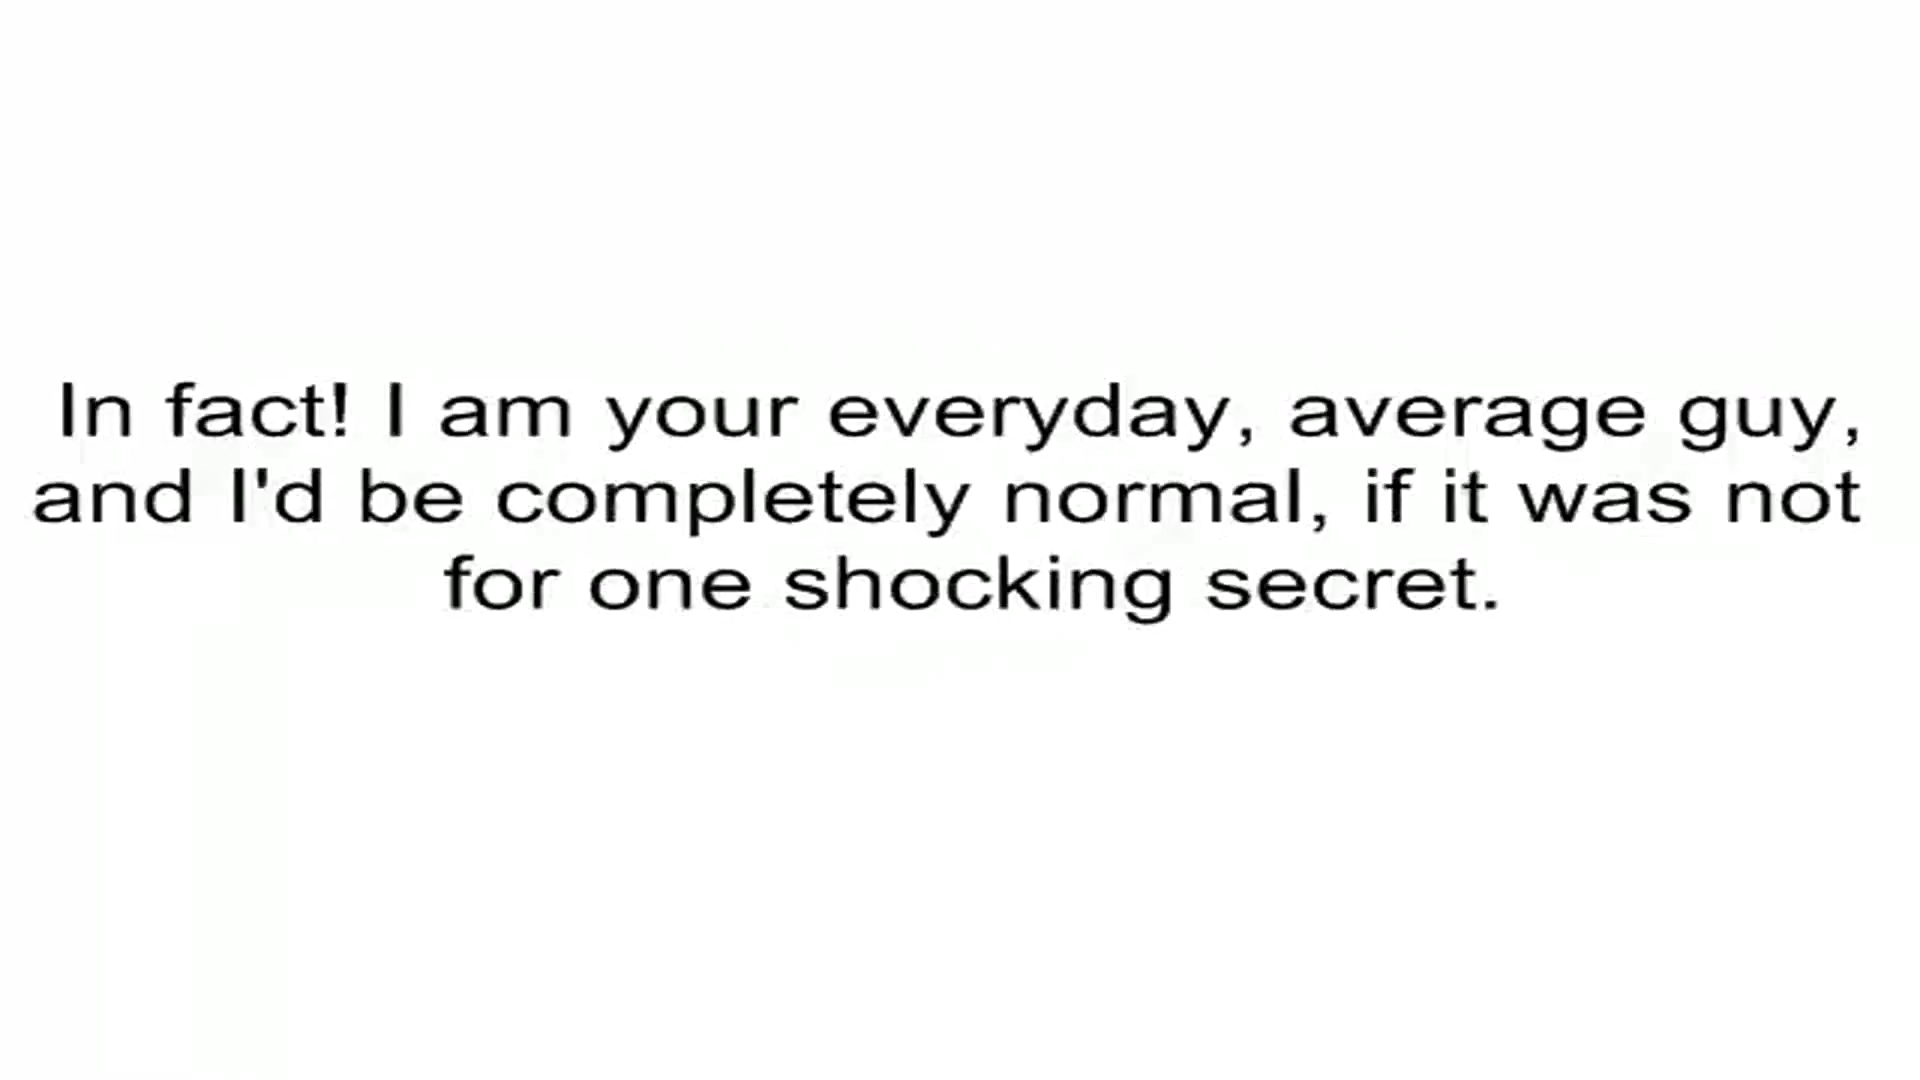 In fact! I am your everyday, average guy,
and I'd be completely normal, if it was not
for one shocking secret.